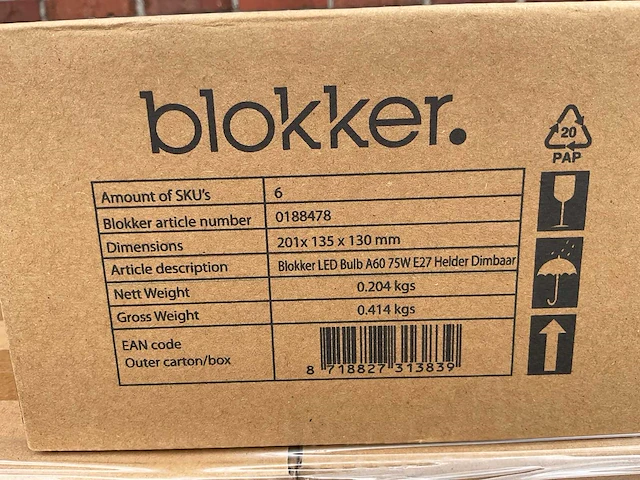 blokker.
20
PAP
Amount of SKU's 6
Blokker article number 0188478
Dimensions 201x 135 x 130 mm
Article description Blokker LED Bulb A60 75W E27 Helder Dimbaar
Nett Weight 0.204 kgs
Gross Weight 0.414 kgs
EAN code
Outer carton/box
8 718827 313839